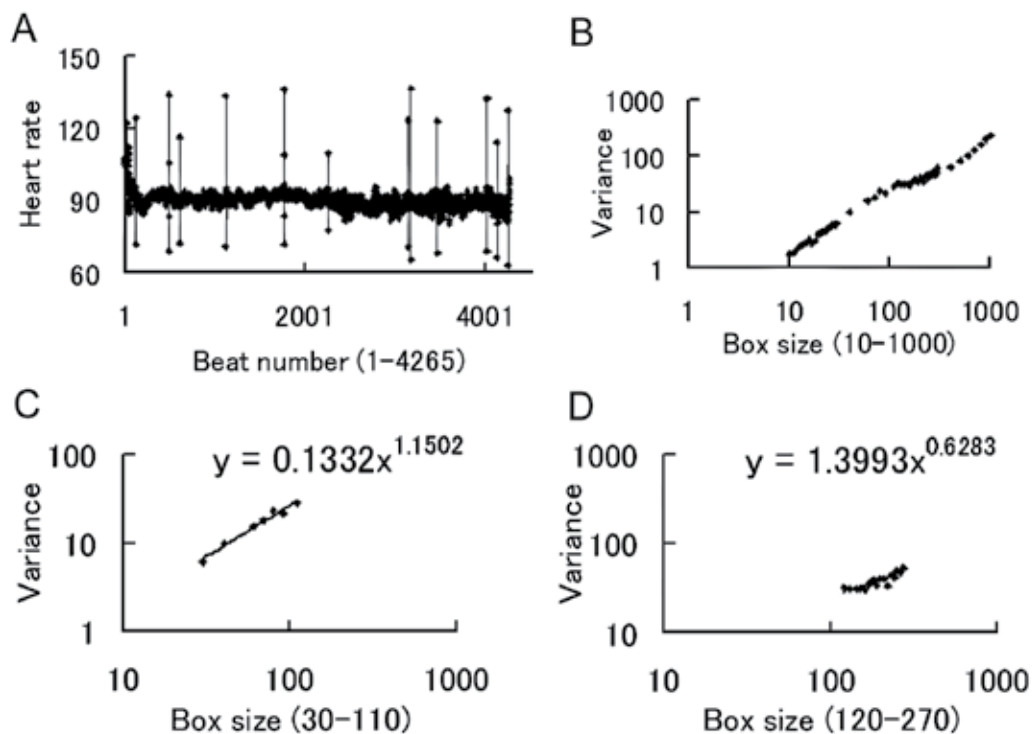 A
Heart rate
150
120
90
60
1
2001
4001
Beat number (1-4265)
B
Variance
1000
100
10
1
1
10
100
1000
Box size (10-1000)
C
Variance
100
10
1
y = 0.1332x^1.1502
10
100
1000
Box size (30-110)
D
Variance
1000
100
10
y = 1.3993x^0.6283
10
100
1000
Box size (120-270)